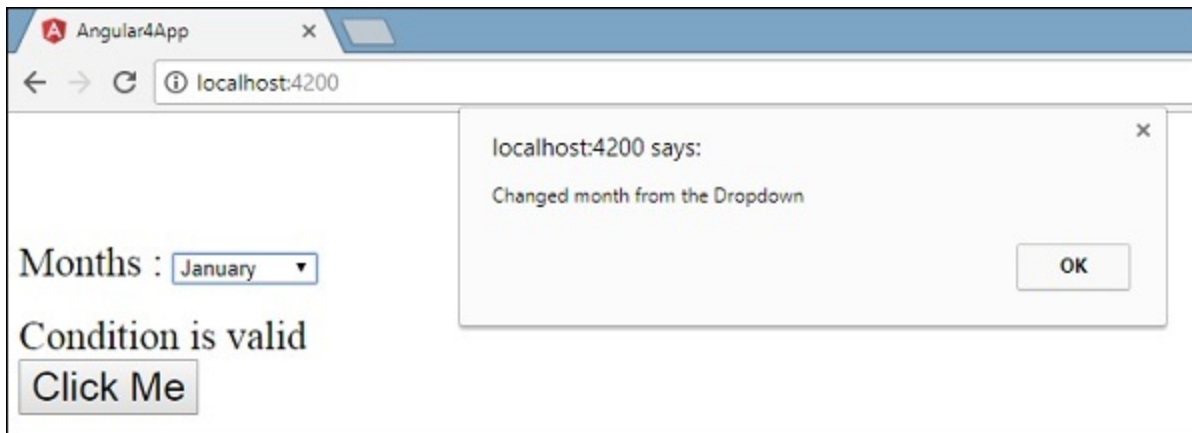 Angular4App
localhost:4200
localhost:4200 says:
Changed month from the Dropdown
OK
Months : January
Condition is valid
Click Me